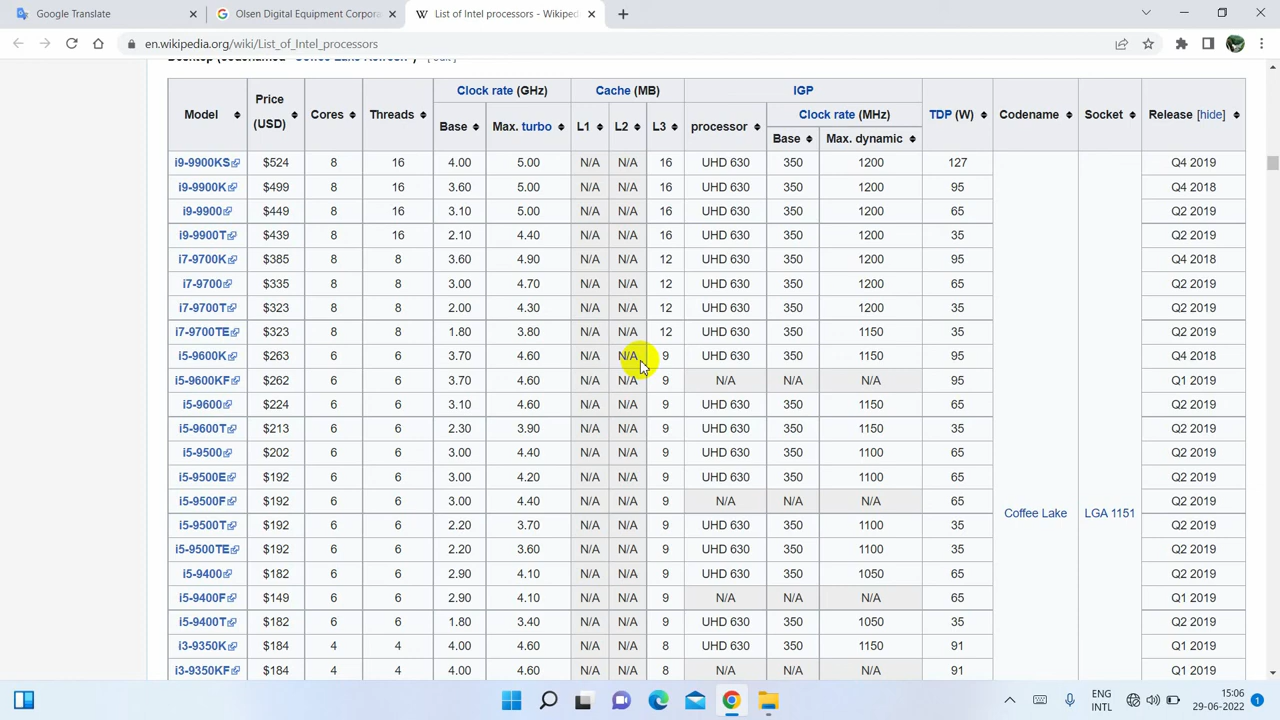 Google Translate
Olsen Digital Equipment Corpora
List of Intel processors - Wikiped
en.wikipedia.org/wiki/List_of_Intel_processors
Desktop (codenamed "Coffee Lake Refresh") [edit]
Model Price (USD) Cores Threads Clock rate (GHz) Cache (MB) IGP TDP (W) Codename Socket Release [hide]
Base Max. turbo L1 L2 L3 processor Clock rate (MHz)
Base Max. dynamic
i9-9900KS $524 8 16 4.00 5.00 N/A N/A 16 UHD 630 350 1200 127 Q4 2019
i9-9900K $499 8 16 3.60 5.00 N/A N/A 16 UHD 630 350 1200 95 Q4 2018
i9-9900 $449 8 16 3.10 5.00 N/A N/A 16 UHD 630 350 1200 65 Q2 2019
i9-9900T $439 8 16 2.10 4.40 N/A N/A 16 UHD 630 350 1200 35 Q2 2019
i7-9700K $385 8 8 3.60 4.90 N/A N/A 12 UHD 630 350 1200 95 Q4 2018
i7-9700 $335 8 8 3.00 4.70 N/A N/A 12 UHD 630 350 1200 65 Q2 2019
i7-9700T $323 8 8 2.00 4.30 N/A N/A 12 UHD 630 350 1200 35 Q2 2019
i7-9700TE $323 8 8 1.80 3.80 N/A N/A 12 UHD 630 350 1150 35 Q2 2019
i5-9600K $263 6 6 3.70 4.60 N/A N/A 9 UHD 630 350 1150 95 Q4 2018
i5-9600KF $262 6 6 3.70 4.60 N/A N/A 9 N/A N/A N/A 95 Q1 2019
i5-9600 $224 6 6 3.10 4.60 N/A N/A 9 UHD 630 350 1150 65 Q2 2019
i5-9600T $213 6 6 2.30 3.90 N/A N/A 9 UHD 630 350 1150 35 Q2 2019
i5-9500 $202 6 6 3.00 4.40 N/A N/A 9 UHD 630 350 1100 65 Q2 2019
i5-9500E $192 6 6 3.00 4.20 N/A N/A 9 UHD 630 350 1100 65 Q2 2019
i5-9500F $192 6 6 3.00 4.40 N/A N/A 9 N/A N/A N/A 65 Q2 2019
Coffee Lake LGA 1151
i5-9500T $192 6 6 2.20 3.70 N/A N/A 9 UHD 630 350 1100 35 Q2 2019
i5-9500TE $192 6 6 2.20 3.60 N/A N/A 9 UHD 630 350 1100 35 Q2 2019
i5-9400 $182 6 6 2.90 4.10 N/A N/A 9 UHD 630 350 1050 65 Q2 2019
i5-9400F $149 6 6 2.90 4.10 N/A N/A 9 N/A N/A N/A 65 Q1 2019
i5-9400T $182 6 6 1.80 3.40 N/A N/A 9 UHD 630 350 1050 35 Q2 2019
i3-9350K $184 4 4 4.00 4.60 N/A N/A 8 UHD 630 350 1150 91 Q1 2019
i3-9350KF $184 4 4 4.00 4.60 N/A N/A 8 N/A N/A N/A 91 Q1 2019
ENG INTL 15:06 29-06-2022 1